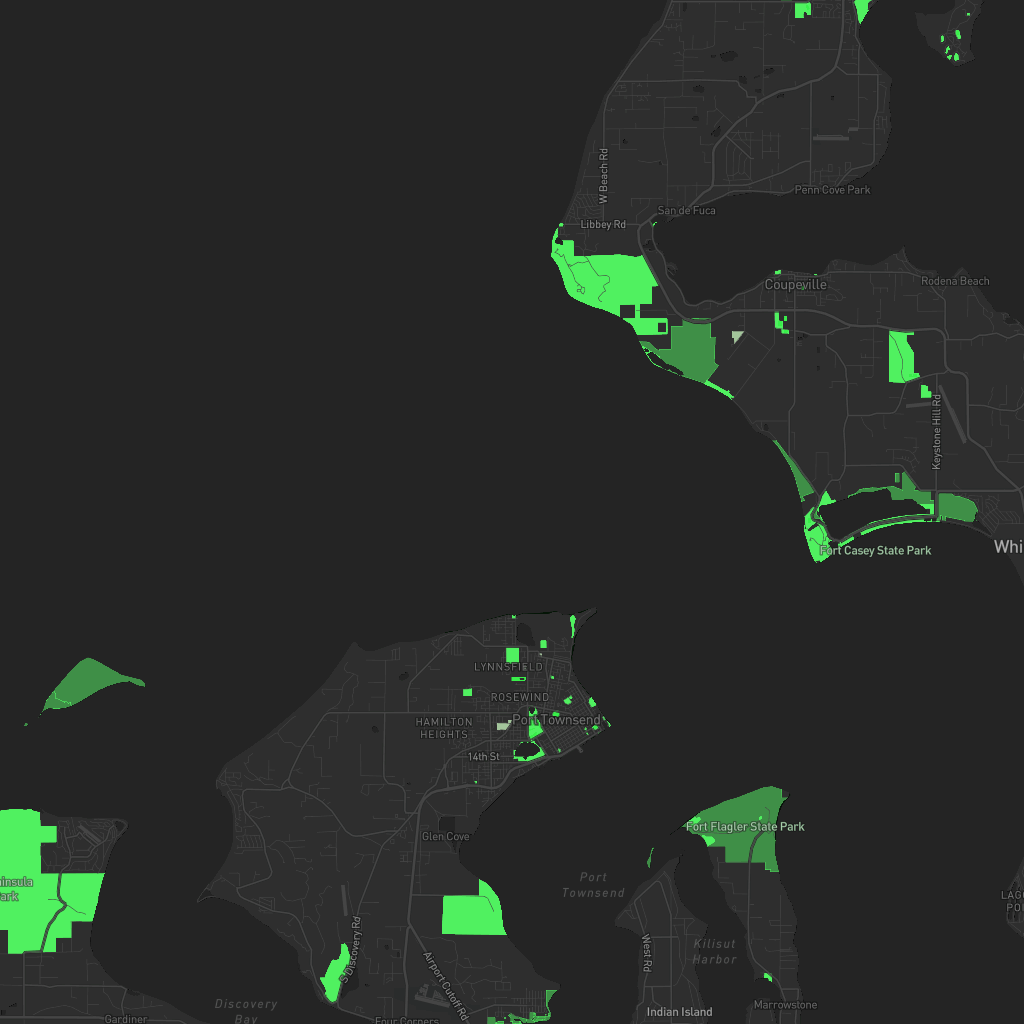 W Beach Rd
Penn Cove Park
San de Fuca
Libbey Rd
Rodena Beach
Coupeville
Keystone Hill Rd
Fort Casey State Park
Whi
LYNNSFIELD
ROSEWIND
HAMILTON
HEIGHTS
Port Townsend
14th St
Fort Flagler State Park
Glen Cove
insula
ark
Port
Townsend
LAG
PO
West Rd
Kilisut
Harbor
S Discovery Rd
Airport Cutoff Rd
Discovery
Bay
Marrowstone
Indian Island
Gardiner
Four Corners